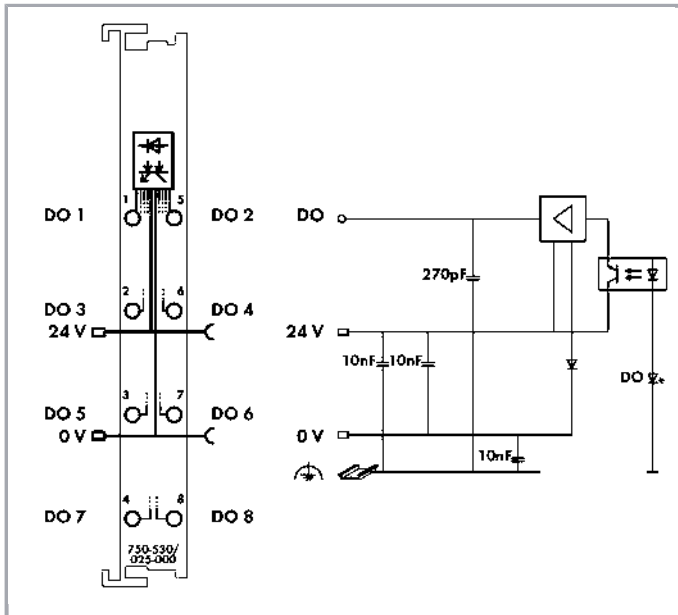 1 5
DO 1 DO 2 DO
270pF
2 6
DO 3 DO 4
24 V 24 V
10nF 10nF
DO
3 7
DO 5 DO 6
0 V 0 V
10nF
4 8
DO 7 DO 8
750-530/
025-000